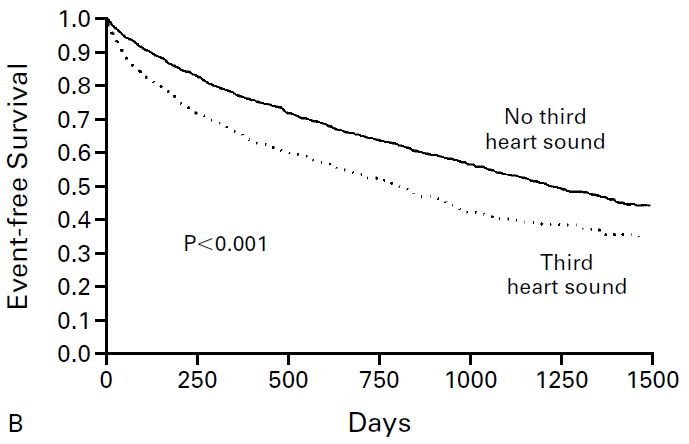 Event-free Survival
1.0
0.9
0.8
0.7
0.6
0.5
0.4
0.3
0.2
0.1
0.0
No third
heart sound
P<0.001
Third
heart sound
0 250 500 750 1000 1250 1500
B
Days